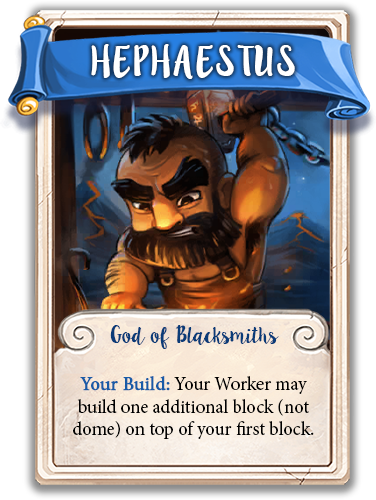 HEPHAESTUS
God of Blacksmiths
Your Build: Your Worker may
build one additional block (not
dome) on top of your first block.